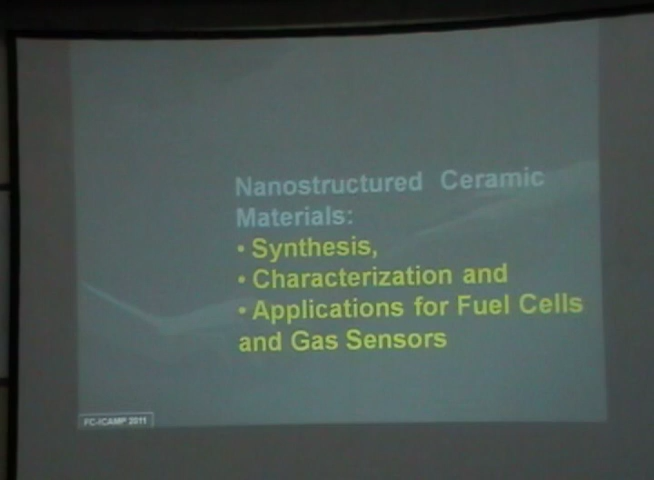 Nanostructured Ceramic
Materials:
• Synthesis,
• Characterization and
• Applications for Fuel Cells
and Gas Sensors
FC-ICAMP 2011